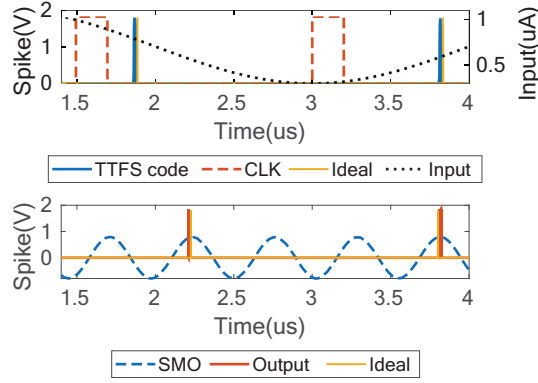 2
1
0
Spike(V)
1
0.5
Input(uA)
1.5 2 2.5 3 3.5 4
Time(us)
TTFS code CLK Ideal Input
2
1
0
Spike(V)
1.5 2 2.5 3 3.5 4
Time(us)
SMO Output Ideal